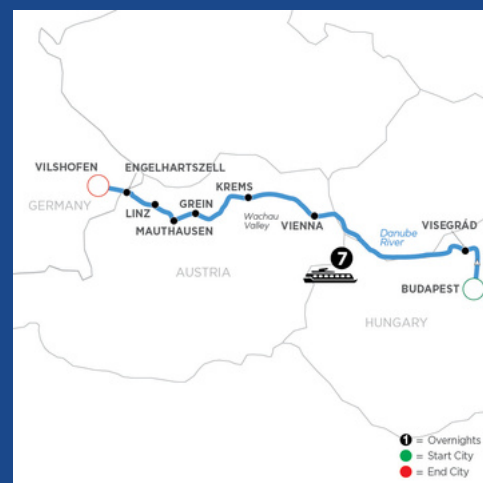 ENGELHARTSZELL
VILSHOFEN
KREMS
GERMANY
LINZ
GREIN
MAUTHAUSEN
Wachau
Valley
VIENNA
Danube
River
VISEGRÁD
7
AUSTRIA
BUDAPEST
HUNGARY
1 = Overnights
= Start City
= End City